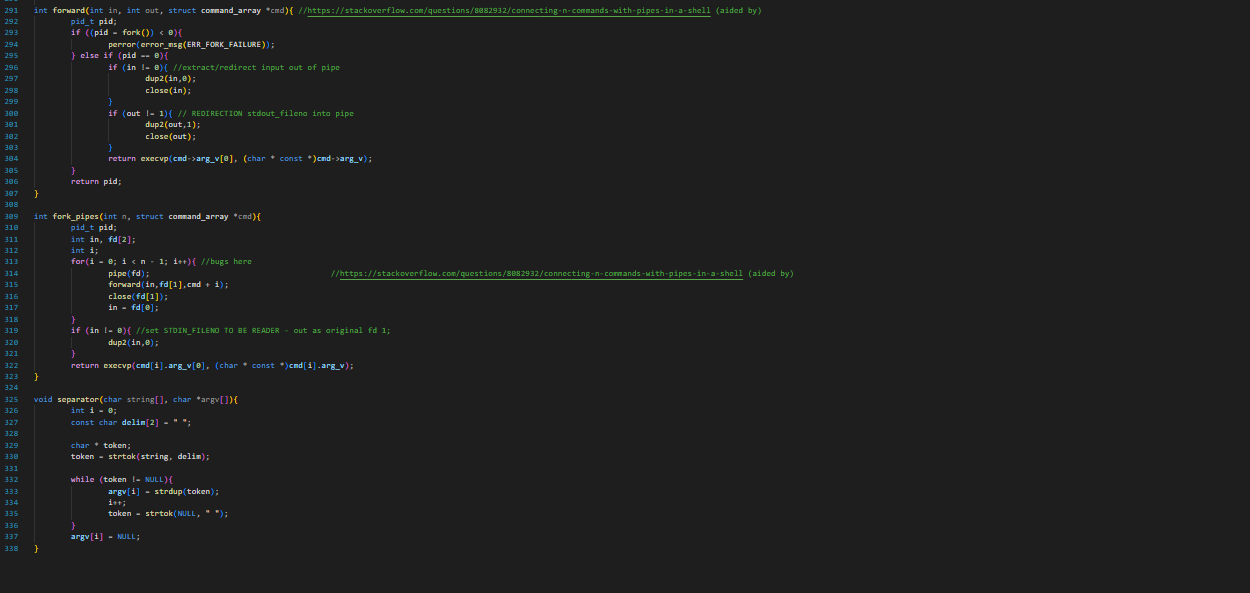 291 int forward(int in, int out, struct command_array *cmd){ //https://stackoverflow.com/questions/8082932/connecting-n-commands-with-pipes-in-a-shell (aided by)
292 pid_t pid;
293 if ((pid = fork()) < 0){
294 perror(error_msg(ERR_FORK_FAILURE));
295 } else if (pid == 0){
296 if (in != 0){ //extract/redirect input out of pipe
297 dup2(in,0);
298 close(in);
299 }
300 if (out != 1){ // REDIRECTION stdout_fileno into pipe
301 dup2(out,1);
302 close(out);
303 }
304 return execvp(cmd->arg_v[0], (char * const *)cmd->arg_v);
305 }
306 return pid;
307 }
308
309 int fork_pipes(int n, struct command_array *cmd){
310 pid_t pid;
311 int in, fd[2];
312 int i;
313 for(i = 0; i < n - 1; i++){ //bugs here
314 pipe(fd); //https://stackoverflow.com/questions/8082932/connecting-n-commands-with-pipes-in-a-shell (aided by)
315 forward(in,fd[1],cmd + i);
316 close(fd[1]);
317 in = fd[0];
318 }
319 if (in != 0){ //set STDIN_FILENO TO BE READER - out as original fd 1;
320 dup2(in,0);
321 }
322 return execvp(cmd[i].arg_v[0], (char * const *)cmd[i].arg_v);
323 }
324
325 void separator(char string[], char *argv[]){
326 int i = 0;
327 const char delim[2] = " ";
328
329 char * token;
330 token = strtok(string, delim);
331
332 while (token != NULL){
333 argv[i] = strdup(token);
334 i++;
335 token = strtok(NULL, " ");
336 }
337 argv[i] = NULL;
338 }